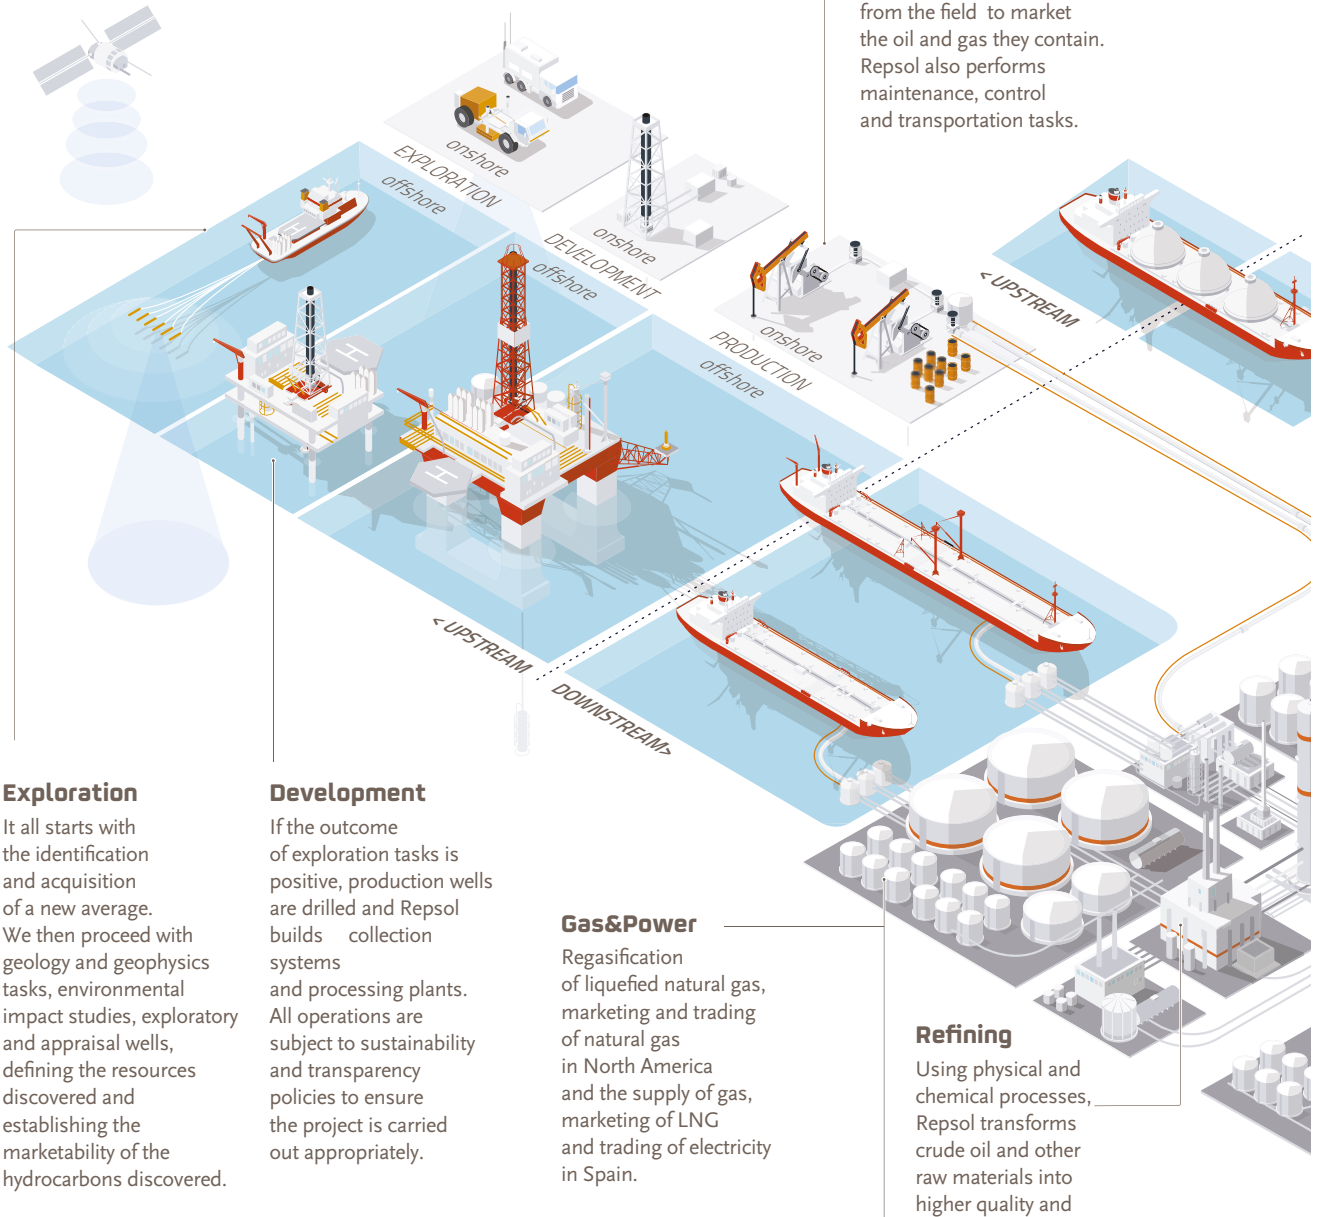 from the field to market
the oil and gas they contain.
Repsol also performs
maintenance, control
and transportation tasks.
onshore
EXPLORATION
offshore
onshore
DEVELOPMENT
offshore
onshore
PRODUCTION
offshore
< UPSTREAM
< UPSTREAM
DOWNSTREAM>
Exploration
It all starts with
the identification
and acquisition
of a new average.
We then proceed with
geology and geophysics
tasks, environmental
impact studies, exploratory
and appraisal wells,
defining the resources
discovered and
establishing the
marketability of the
hydrocarbons discovered.
Development
If the outcome
of exploration tasks is
positive, production wells
are drilled and Repsol
builds collection
systems
and processing plants.
All operations are
subject to sustainability
and transparency
policies to ensure
the project is carried
out appropriately.
Gas&Power
Regasification
of liquefied natural gas,
marketing and trading
of natural gas
in North America
and the supply of gas,
marketing of LNG
and trading of electricity
in Spain.
Refining
Using physical and
chemical processes,
Repsol transforms
crude oil and other
raw materials into
higher quality and